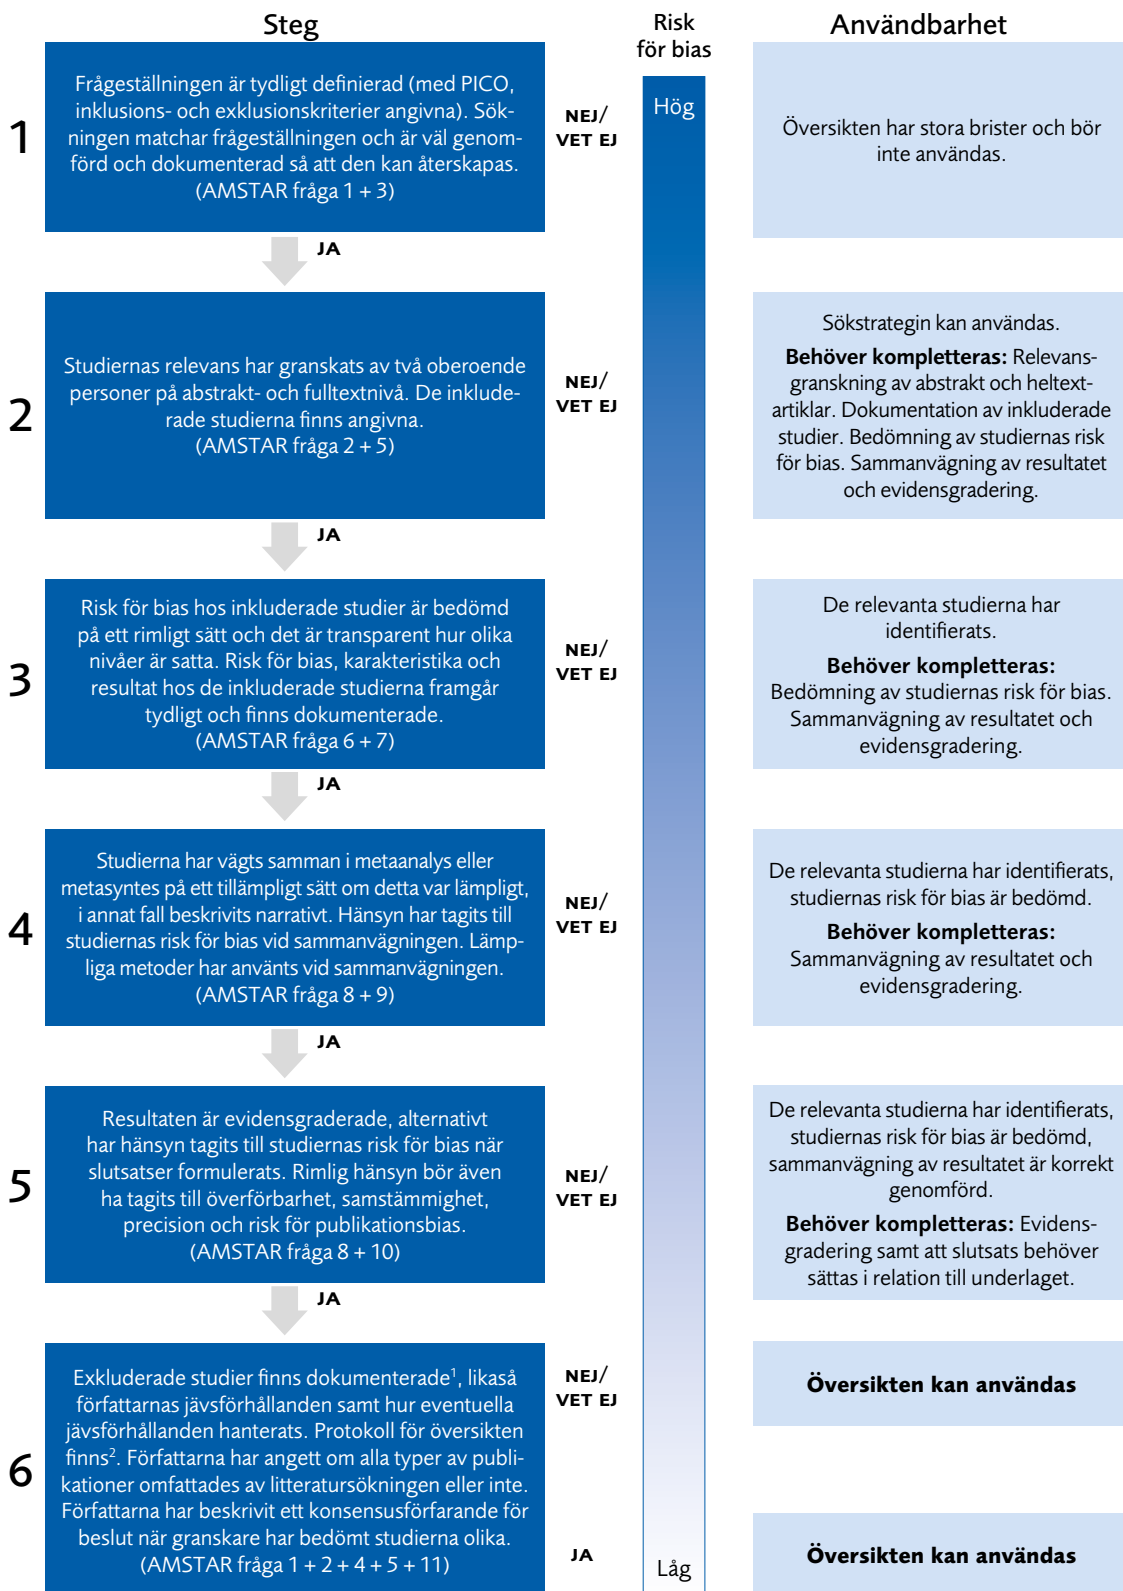 Steg
Risk
för bias
Användbarhet
1
Frågeställningen är tydligt definierad (med PICO,
inklusions- och exklusionskriterier angivna). Sök-
ningen matchar frågeställningen och är väl genom-
förd och dokumenterad så att den kan återskapas.
(AMSTAR fråga 1 + 3)
NEJ/
VET EJ
Hög
Översikten har stora brister och bör
inte användas.
JA
2
Studiernas relevans har granskats av två oberoende
personer på abstrakt- och fulltextnivå. De inklude-
rade studierna finns angivna.
(AMSTAR fråga 2 + 5)
NEJ/
VET EJ
Sökstrategin kan användas.
Behöver kompletteras: Relevans-
granskning av abstrakt och heltext-
artiklar. Dokumentation av inkluderade
studier. Bedömning av studiernas risk
för bias. Sammanvägning av resultatet
och evidensgradering.
JA
3
Risk för bias hos inkluderade studier är bedömd
på ett rimligt sätt och det är transparent hur olika
nivåer är satta. Risk för bias, karakteristika och
resultat hos de inkluderade studierna framgår
tydligt och finns dokumenterade.
(AMSTAR fråga 6 + 7)
NEJ/
VET EJ
De relevanta studierna har
identifierats.
Behöver kompletteras:
Bedömning av studiernas risk för bias.
Sammanvägning av resultatet och
evidensgradering.
JA
4
Studierna har vägts samman i metaanalys eller
metasyntes på ett tillämpligt sätt om detta var lämpligt,
i annat fall beskrivits narrativt. Hänsyn har tagits till
studiernas risk för bias vid sammanvägningen. Lämp-
liga metoder har använts vid sammanvägningen.
(AMSTAR fråga 8 + 9)
NEJ/
VET EJ
De relevanta studierna har identifierats,
studiernas risk för bias är bedömd.
Behöver kompletteras:
Sammanvägning av resultatet och
evidensgradering.
JA
5
Resultaten är evidensgraderade, alternativt
har hänsyn tagits till studiernas risk för bias när
slutsatser formulerats. Rimlig hänsyn bör även
ha tagits till överförbarhet, samstämmighet,
precision och risk för publikationsbias.
(AMSTAR fråga 8 + 10)
NEJ/
VET EJ
De relevanta studierna har identifierats,
studiernas risk för bias är bedömd,
sammanvägning av resultatet är korrekt
genomförd.
Behöver kompletteras: Evidens-
gradering samt att slutsats behöver
sättas i relation till underlaget.
JA
6
Exkluderade studier finns dokumenterade¹, likaså
författarnas jävsförhållanden samt hur eventuella
jävsförhållanden hanterats. Protokoll för översikten
finns². Författarna har angett om alla typer av publi-
kationer omfattades av litteratursökningen eller inte.
Författarna har beskrivit ett konsensusförfarande för
beslut när granskare har bedömt studierna olika.
(AMSTAR fråga 1 + 2 + 4 + 5 + 11)
NEJ/
VET EJ
Översikten kan användas
JA
Låg
Översikten kan användas